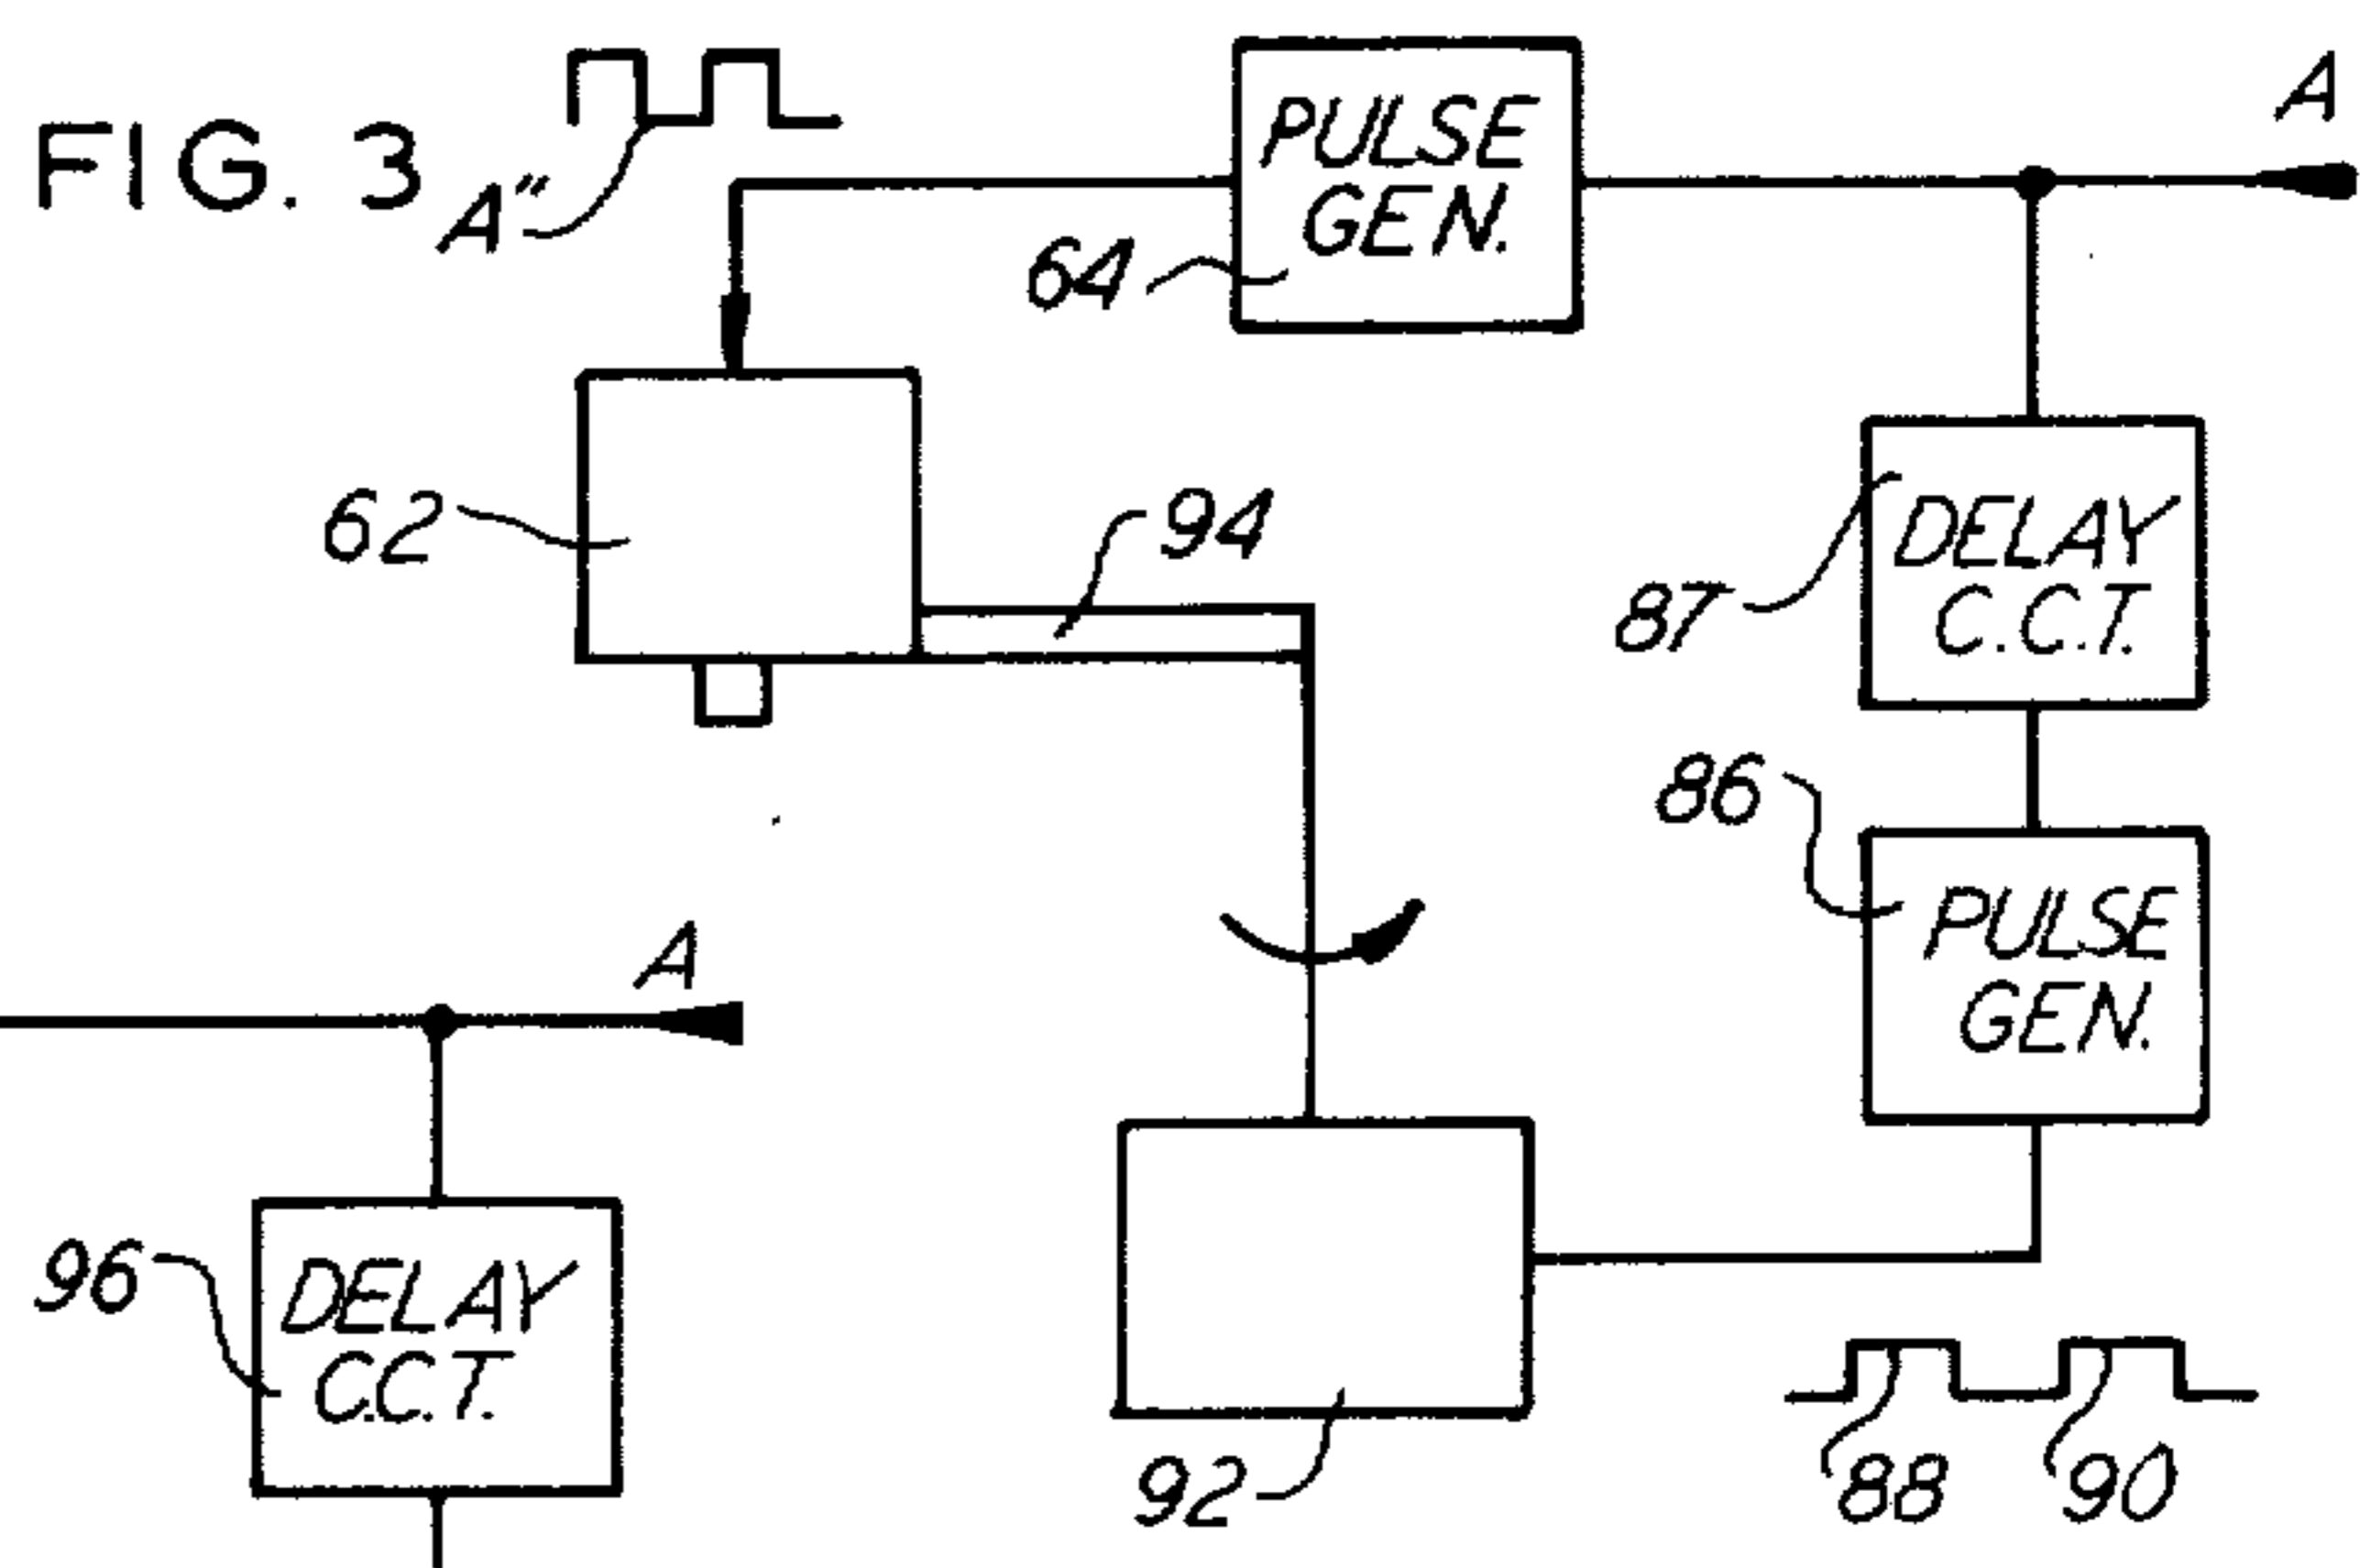 FIG. 3
A"
PULSE
GEN.
64
A
62
94
DELAY
C.C.T.
87
86
PULSE
GEN.
A
96
DELAY
C.C.T.
92
88
90